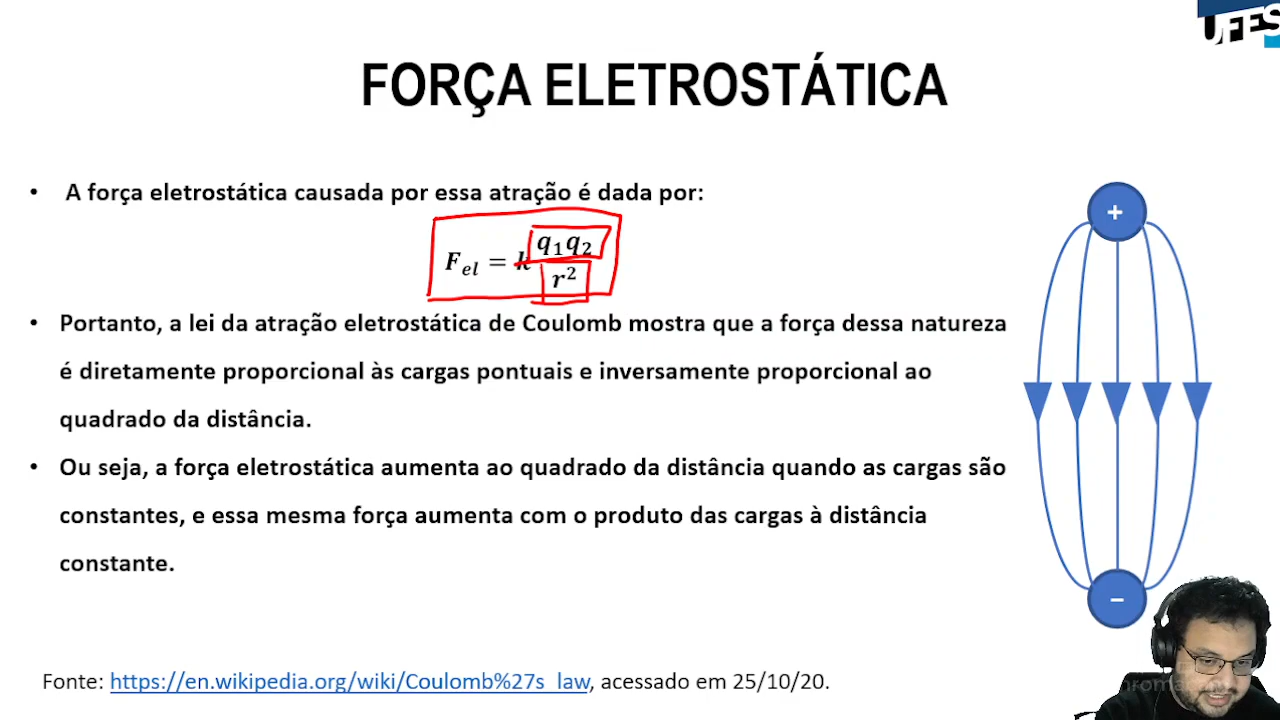 UFES
FORÇA ELETROSTÁTICA
• A força eletrostática causada por essa atração é dada por:
F_el = k q₁q₂ / r²
• Portanto, a lei da atração eletrostática de Coulomb mostra que a força dessa natureza
é diretamente proporcional às cargas pontuais e inversamente proporcional ao
quadrado da distância.
• Ou seja, a força eletrostática aumenta ao quadrado da distância quando as cargas são
constantes, e essa mesma força aumenta com o produto das cargas à distância
constante.
+
−
Fonte: https://en.wikipedia.org/wiki/Coulomb%27s_law, acessado em 25/10/20.